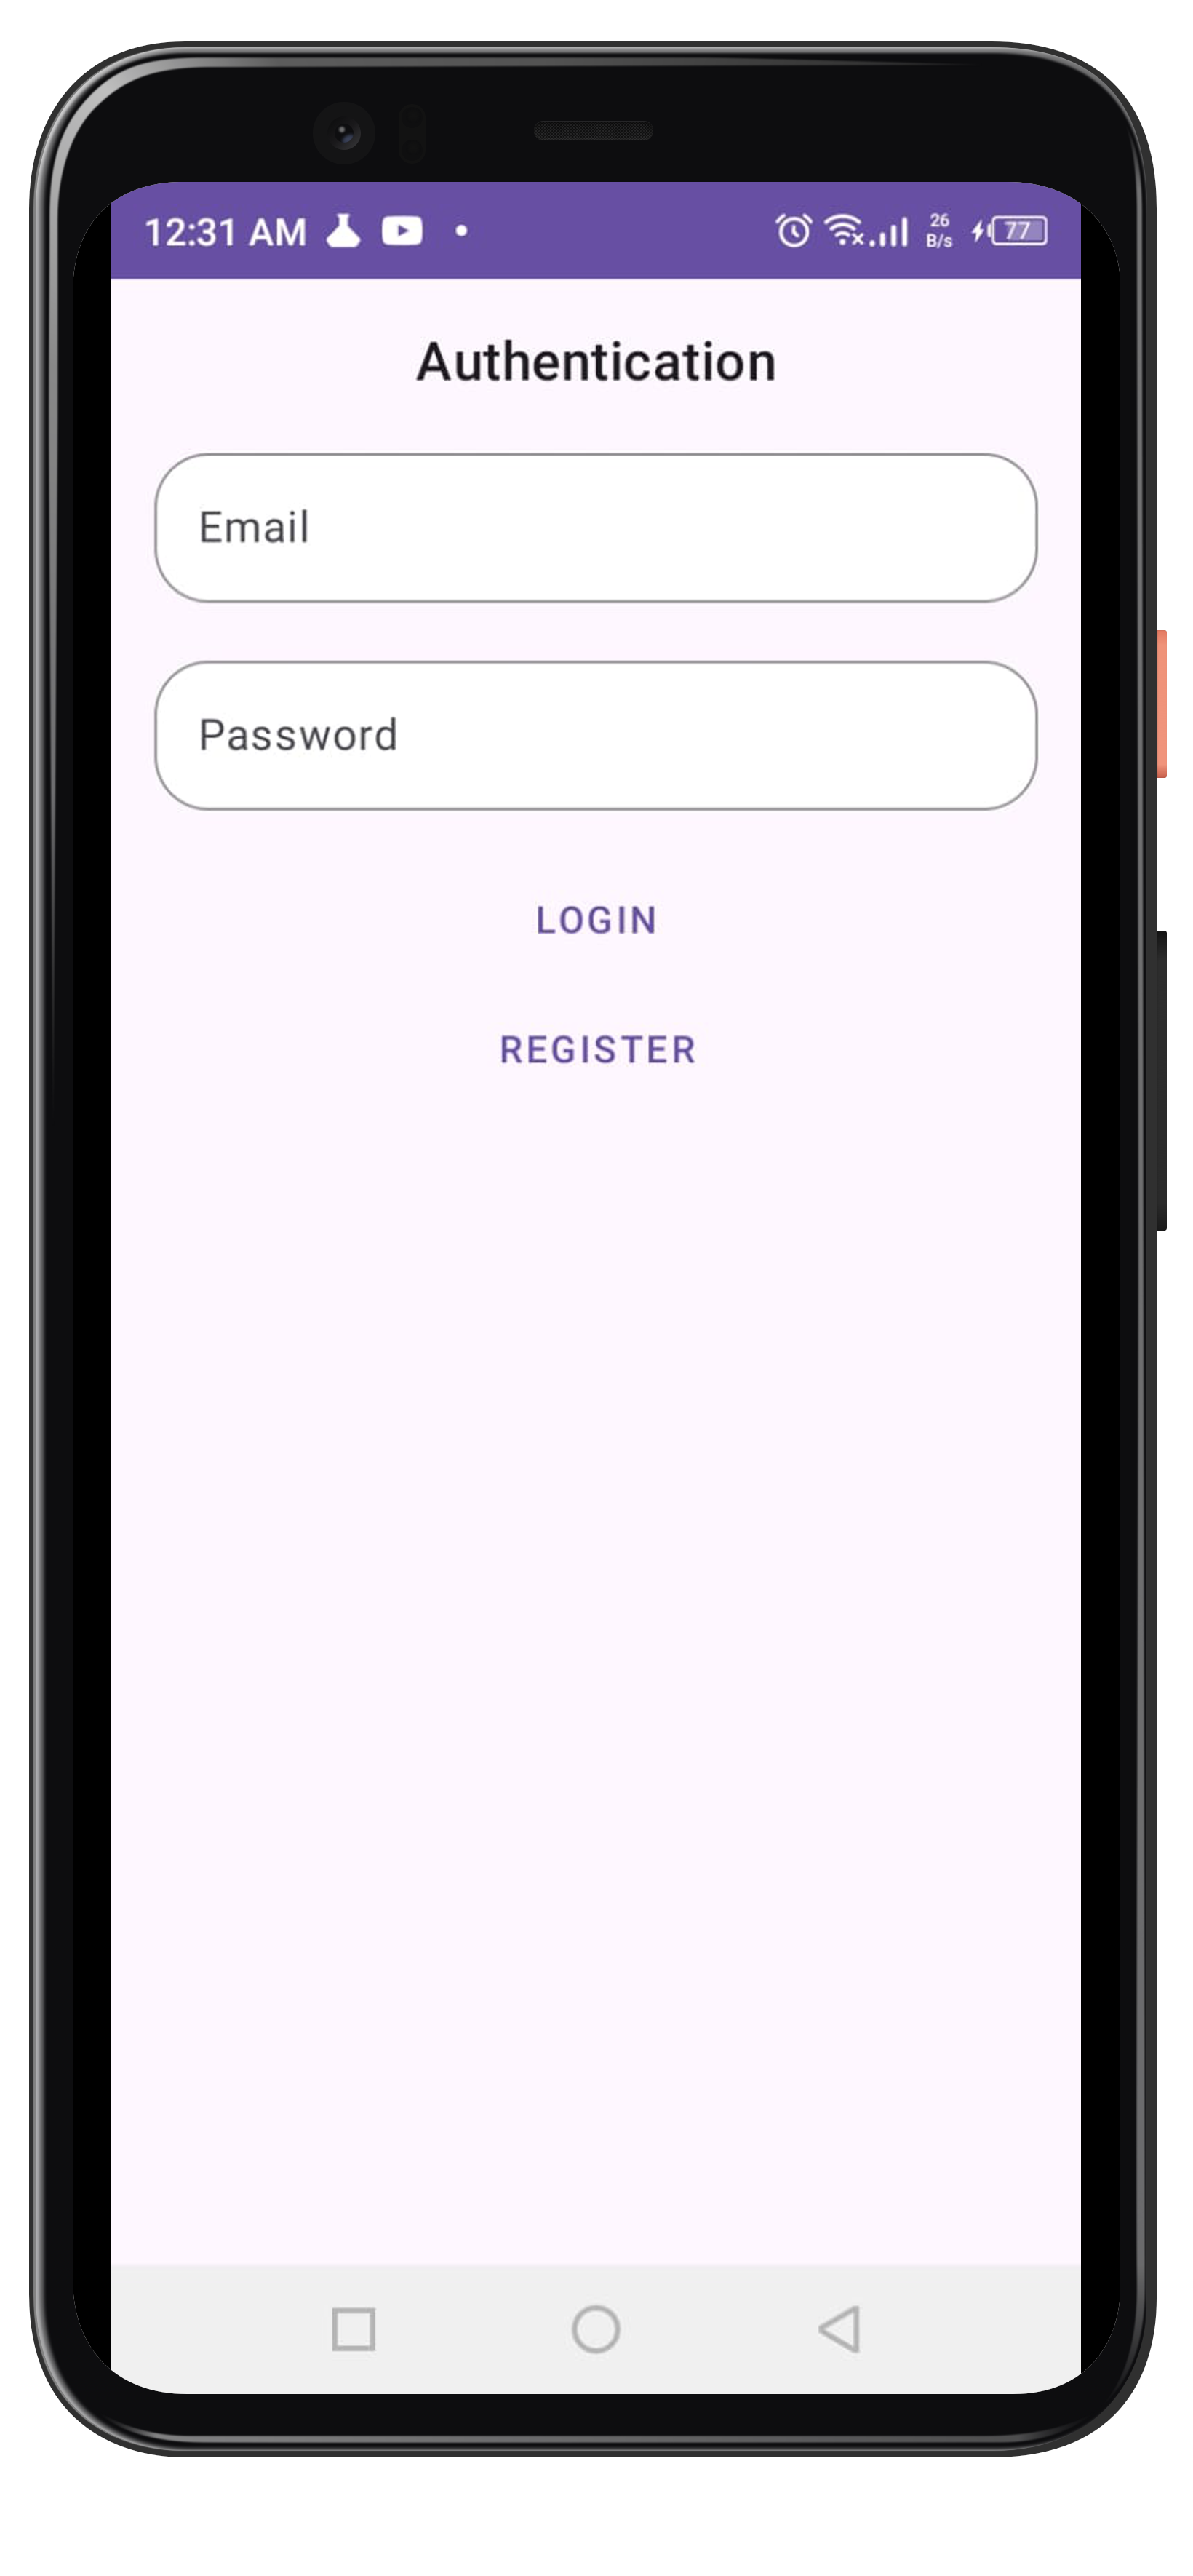 12:31 AM 26 B/s 77
Authentication
Email
Password
LOGIN
REGISTER